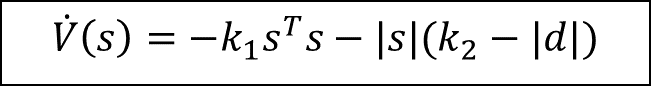 V̇(s) = −k₁sᵀs − |s|(k₂ − |d|)